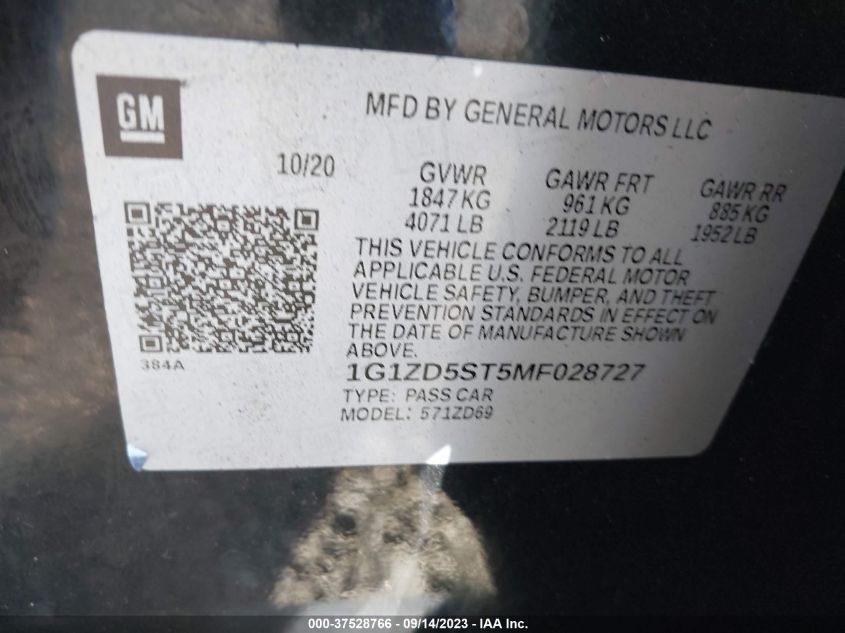 GM
MFD BY GENERAL MOTORS LLC
10/20
GVWR
1847 KG
4071 LB
GAWR FRT
961 KG
2119 LB
GAWR RR
885 KG
1952 LB
THIS VEHICLE CONFORMS TO ALL
APPLICABLE U.S. FEDERAL MOTOR
VEHICLE SAFETY, BUMPER, AND THEFT
PREVENTION STANDARDS IN EFFECT ON
THE DATE OF MANUFACTURE SHOWN
ABOVE.
384A
1G1ZD5ST5MF028727
TYPE: PASS CAR
MODEL: 571ZD69
000-37528766 - 09/14/2023 - IAA Inc.